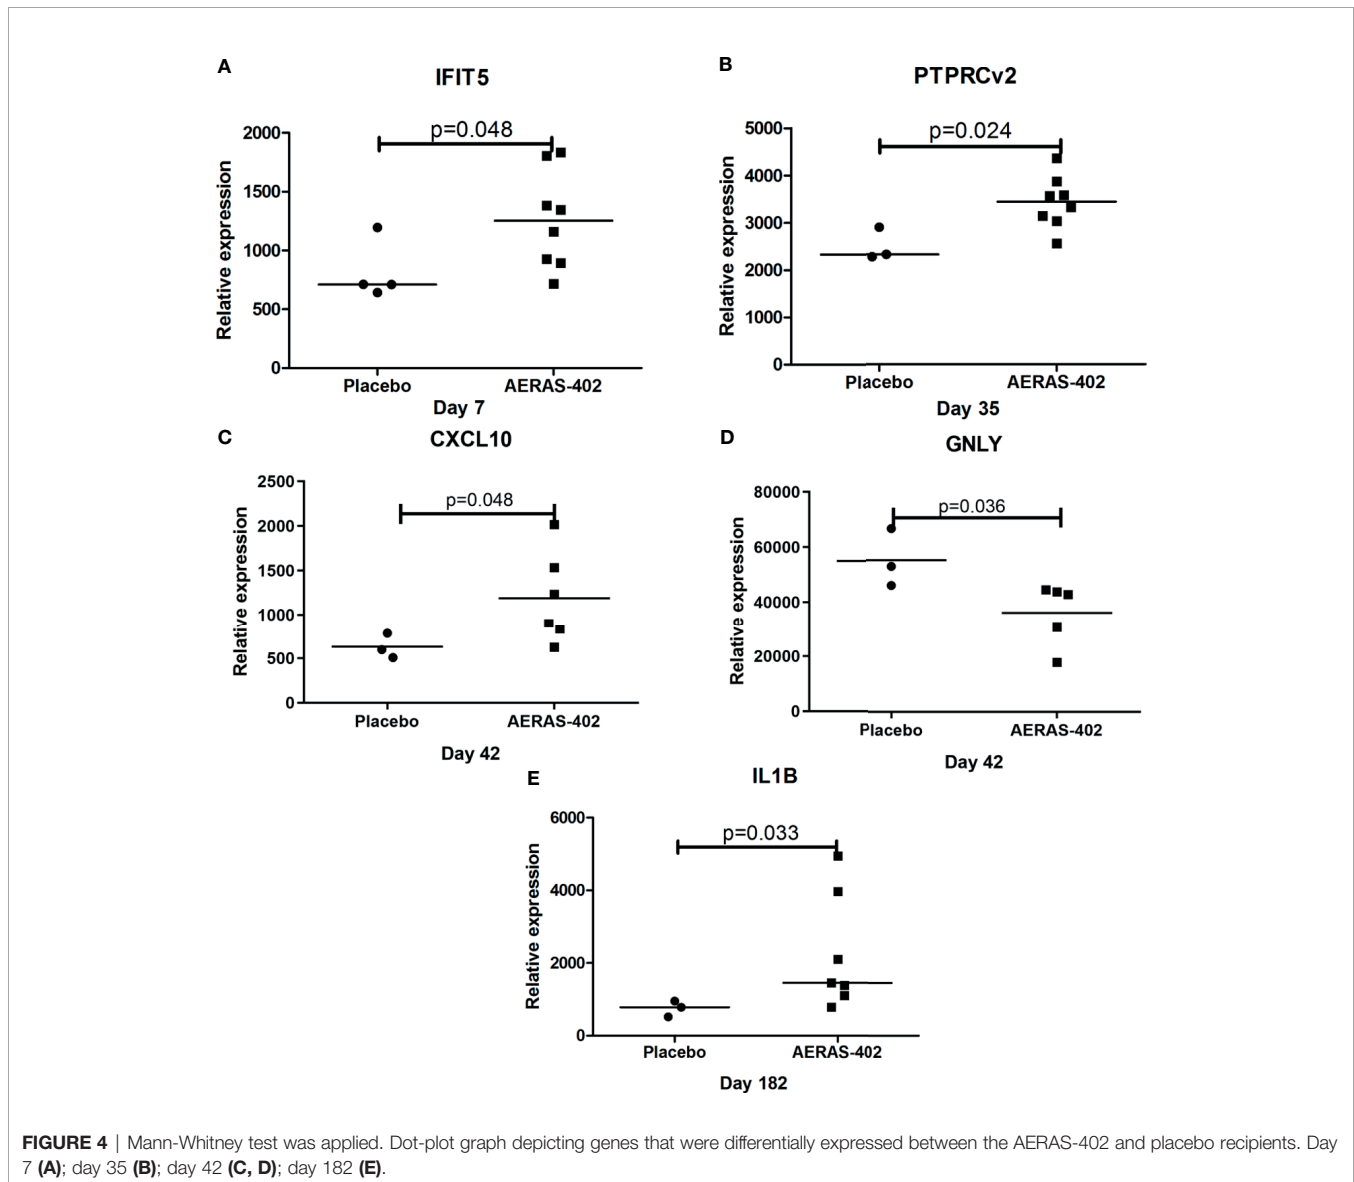 A
IFIT5
p=0.048
Relative expression
2000
1500
1000
500
0
Placebo
AERAS-402
Day 7
B
PTPRCv2
p=0.024
Relative expression
5000
4000
3000
2000
1000
0
Placebo
AERAS-402
Day 35
C
CXCL10
p=0.048
Relative expression
2500
2000
1500
1000
500
0
Placebo
AERAS-402
Day 42
D
GNLY
p=0.036
Relative expression
80000
60000
40000
20000
0
Placebo
AERAS-402
Day 42
E
IL1B
p=0.033
Relative expression
6000
4000
2000
0
Placebo
AERAS-402
Day 182
FIGURE 4 | Mann-Whitney test was applied. Dot-plot graph depicting genes that were differentially expressed between the AERAS-402 and placebo recipients. Day
7 (A); day 35 (B); day 42 (C, D); day 182 (E).